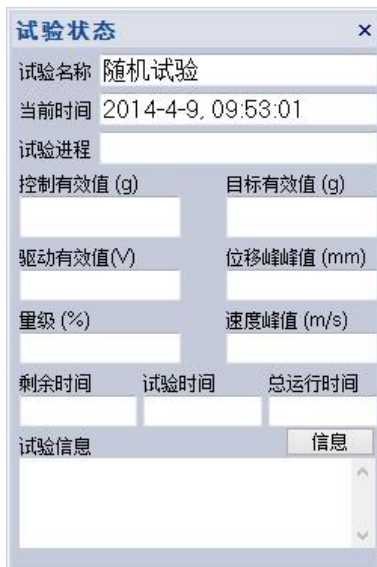 试验状态 ×
试验名称 随机试验
当前时间 2014-4-9, 09:53:01
试验进程
控制有效值 (g) 目标有效值 (g)
驱动有效值(V) 位移峰峰值 (mm)
量级 (%) 速度峰值 (m/s)
剩余时间 试验时间 总运行时间
试验信息 信息